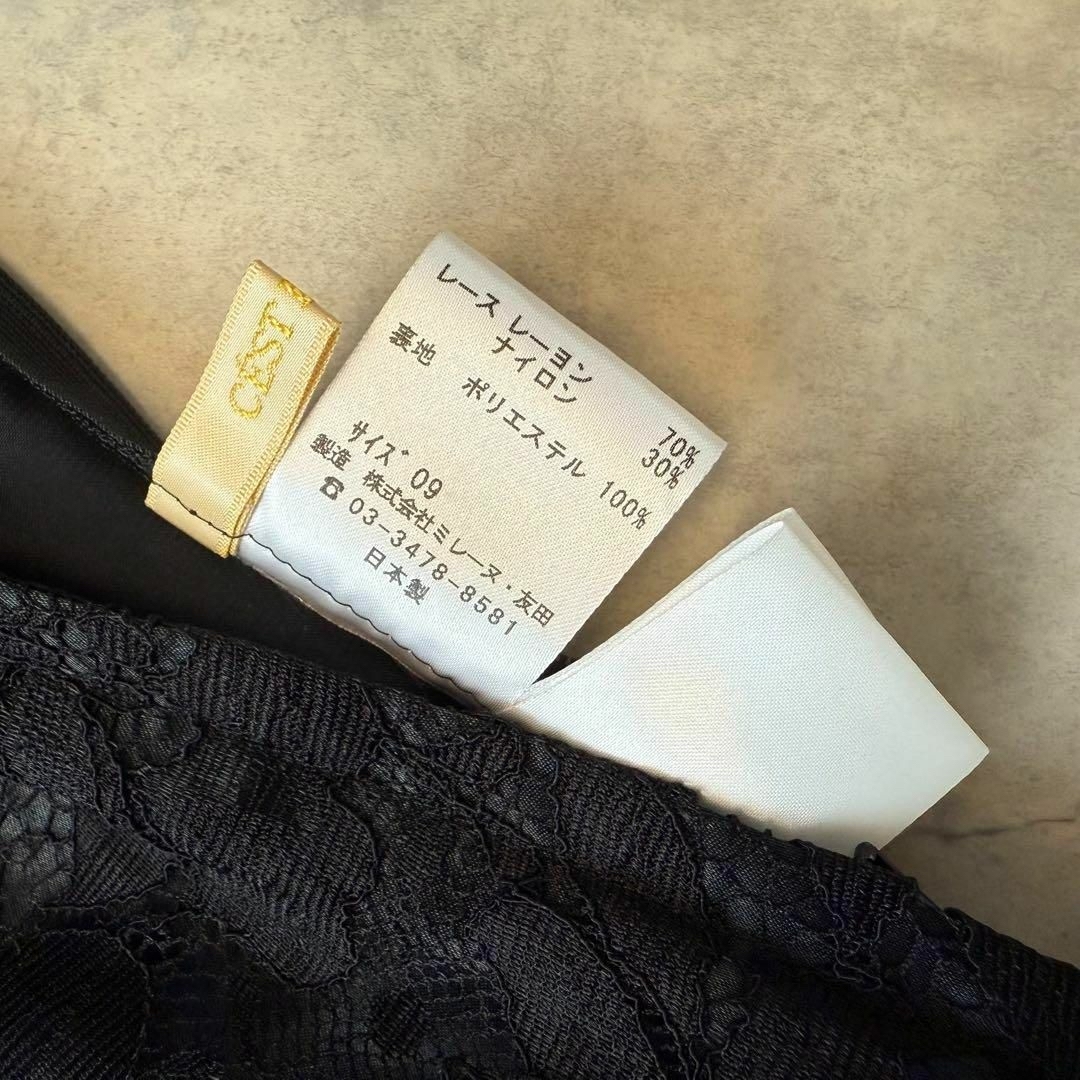 レース レーヨン 70%
ナイロン 30%
裏地 ポリエステル 100%
サイズ 09
製造 株式会社ミレーヌ・友田
☎ 03-3478-8581
日本製